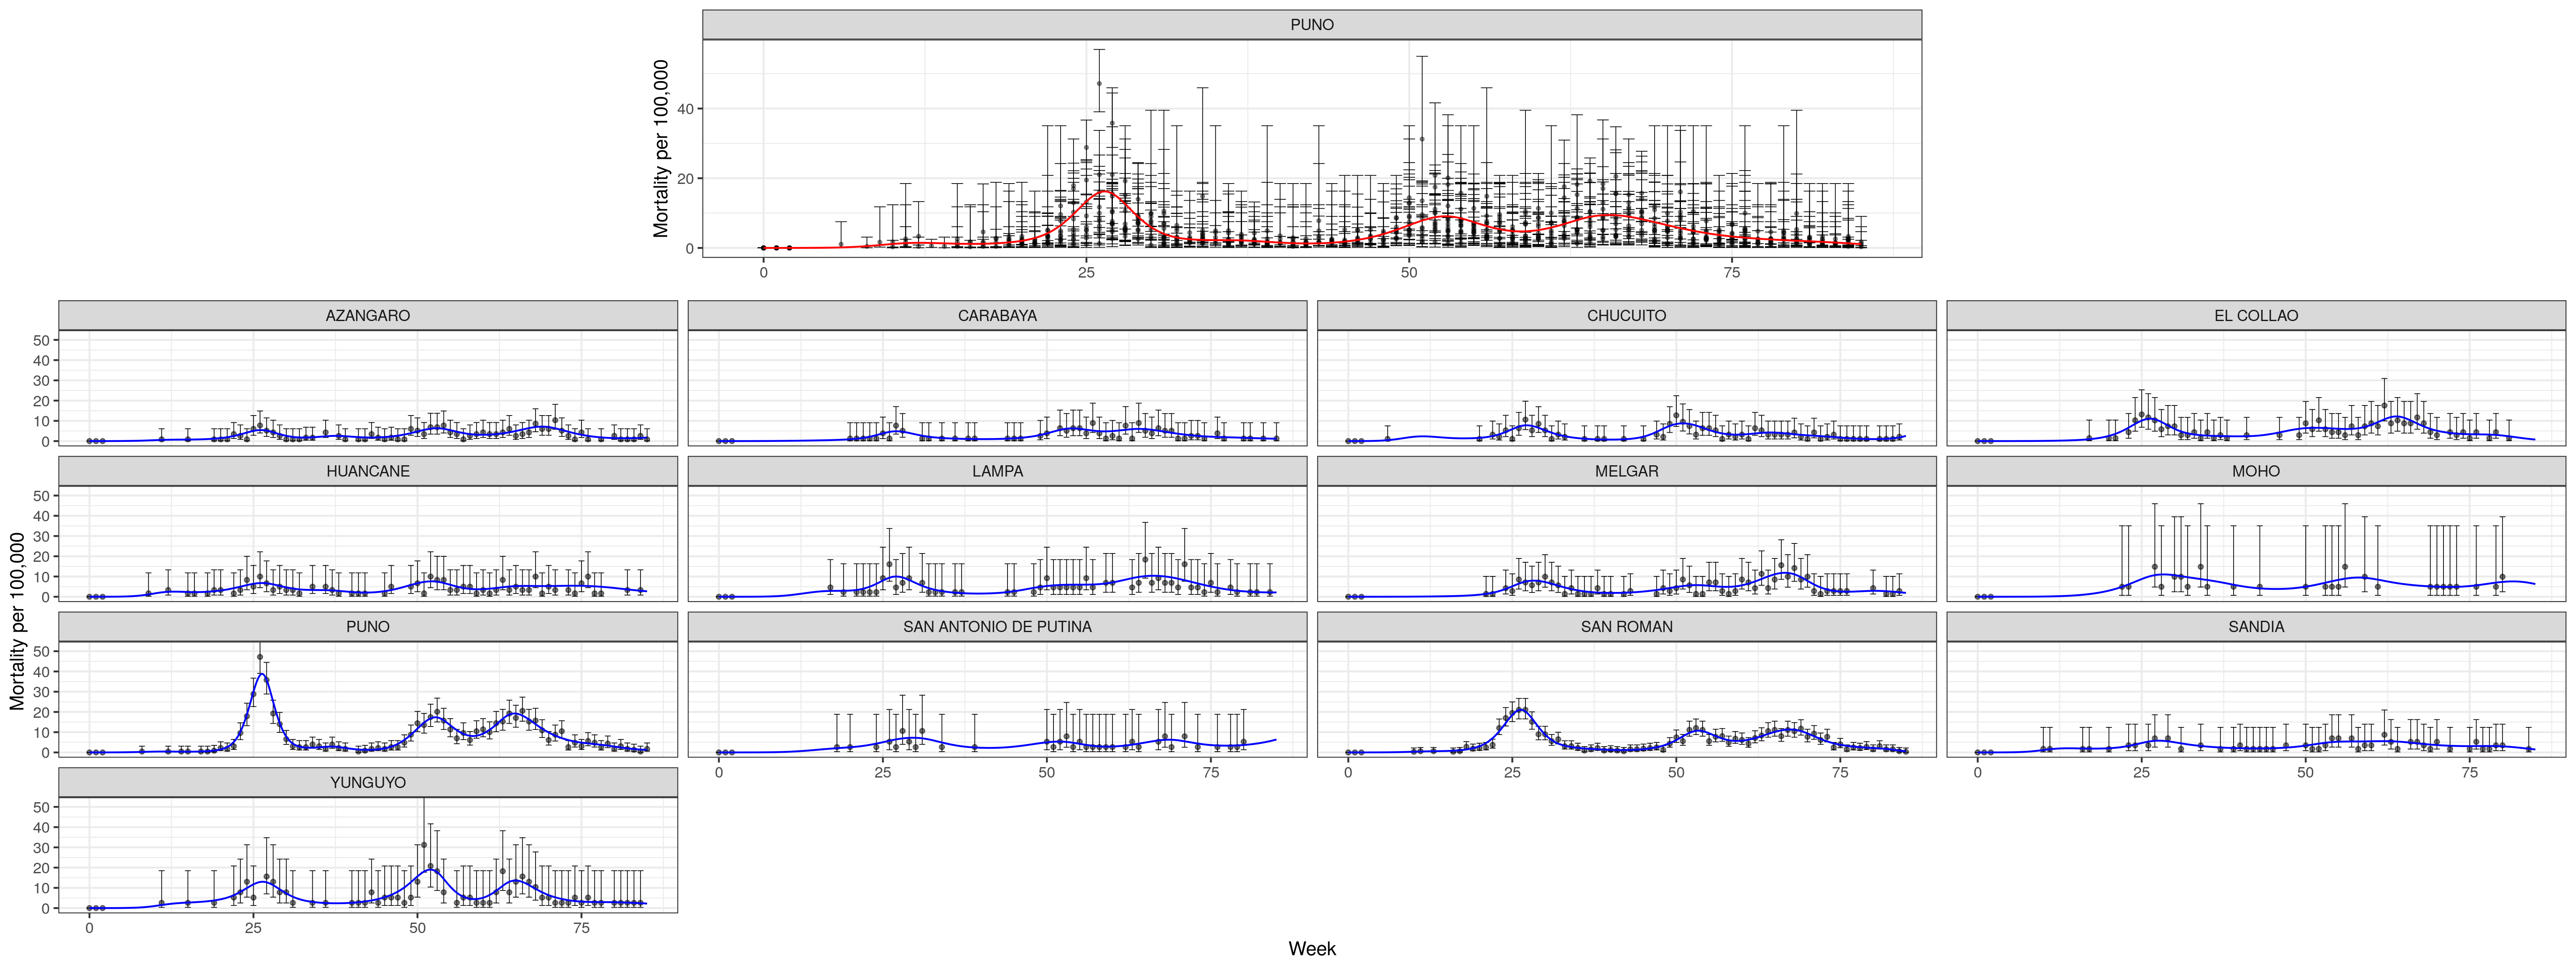 PUNO
Mortality per 100,000
40
20
0
0 25 50 75
AZANGARO CARABAYA CHUCUITO EL COLLAO
50
40
30
20
10
0
HUANCANE LAMPA MELGAR MOHO
50
40
30
20
10
0
Mortality per 100,000
PUNO SAN ANTONIO DE PUTINA SAN ROMAN SANDIA
50
40
30
20
10
0
0 25 50 75 0 25 50 75 0 25 50 75
YUNGUYO
50
40
30
20
10
0
0 25 50 75
Week